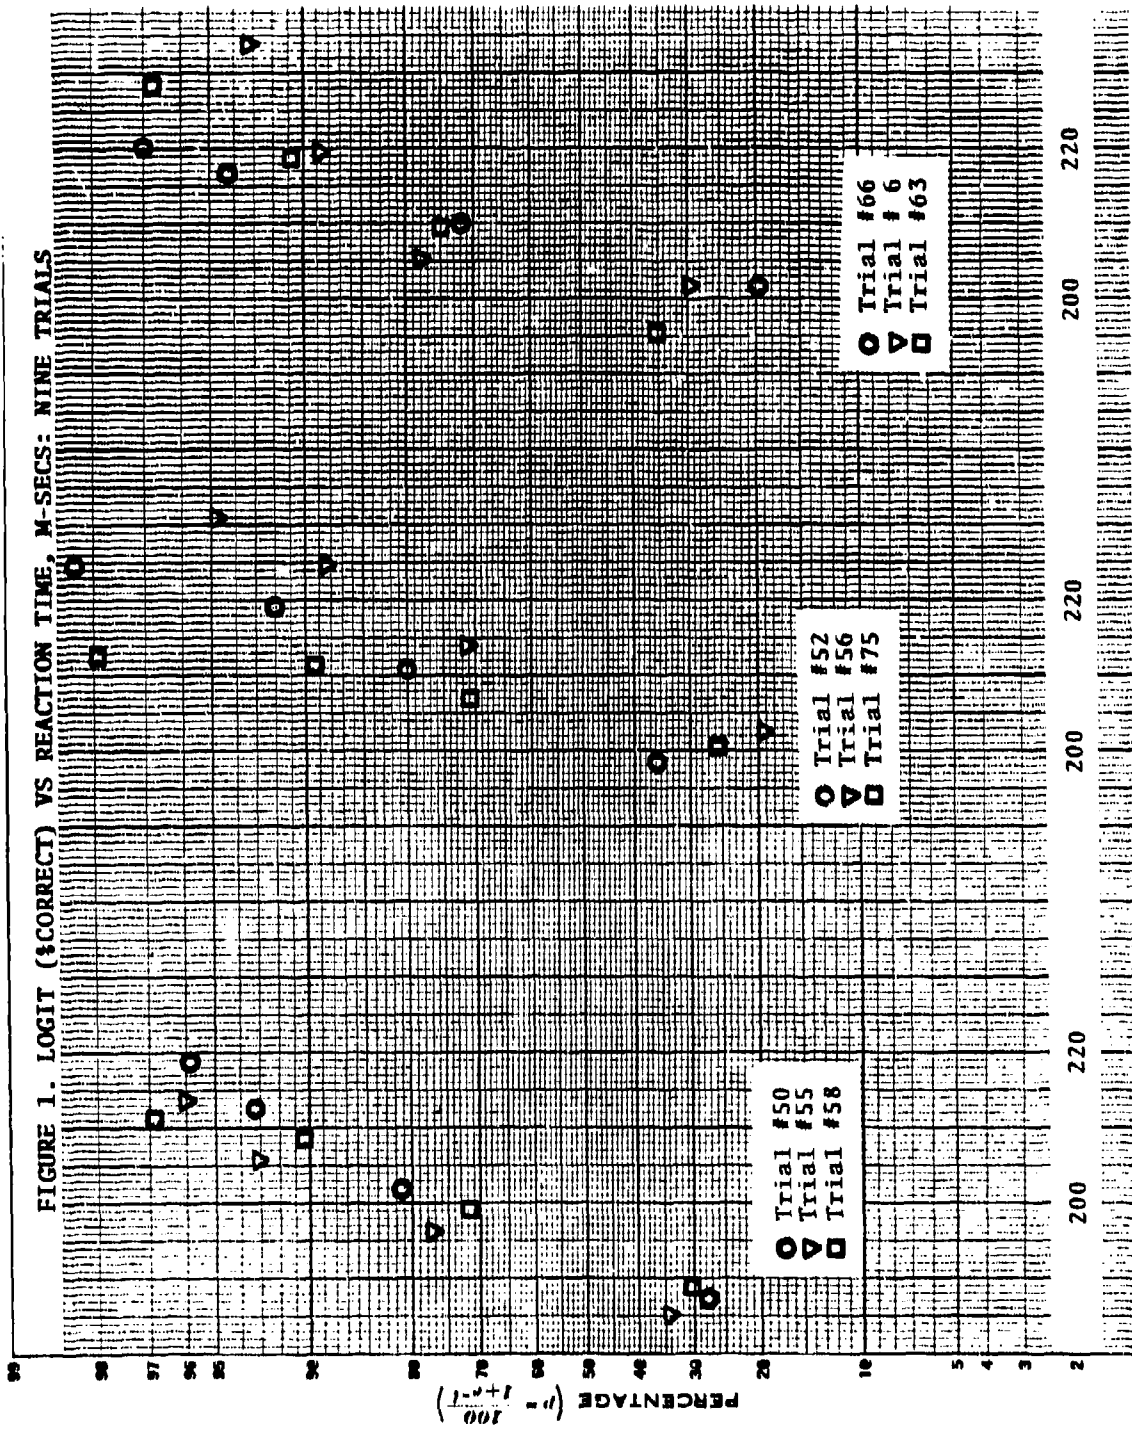 FIGURE 1. LOGIT (%CORRECT) VS REACTION TIME, M-SECS: NINE TRIALS
PERCENTAGE (p = 100 / 1 + e^-l)
99
98
97
96
95
90
80
70
60
50
40
30
20
10
5
4
3
2
Trial #50
Trial #55
Trial #58
Trial #52
Trial #56
Trial #75
Trial #66
Trial # 6
Trial #63
200 220 200 220 200 220